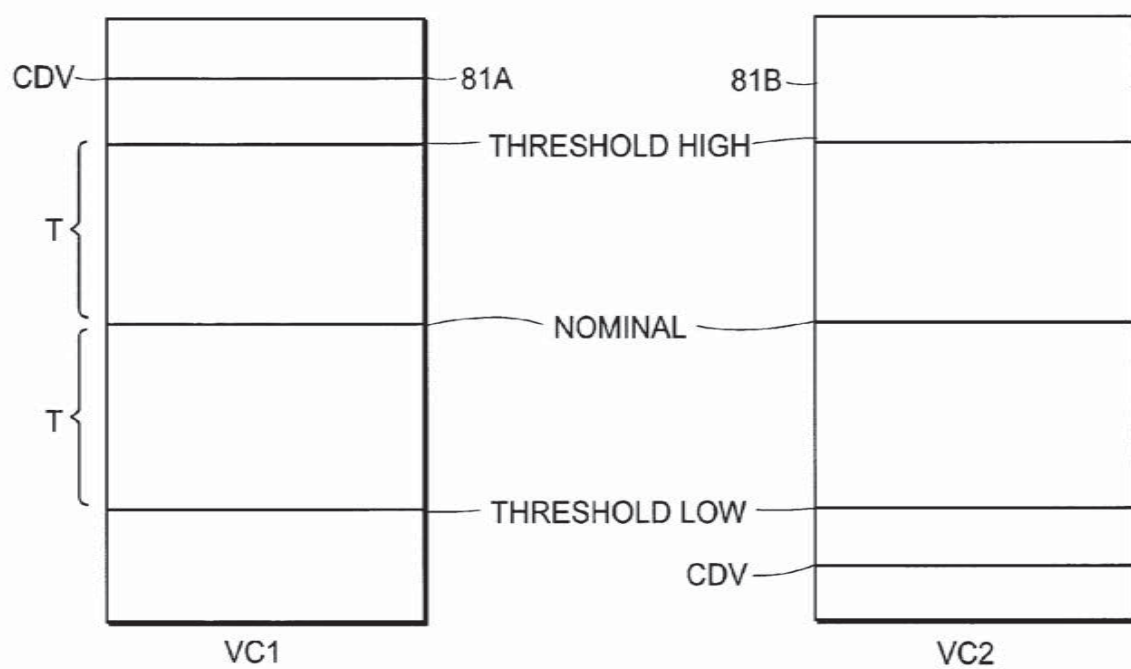 CDV 81A 81B
THRESHOLD HIGH
T
NOMINAL
T
THRESHOLD LOW
CDV
VC1 VC2